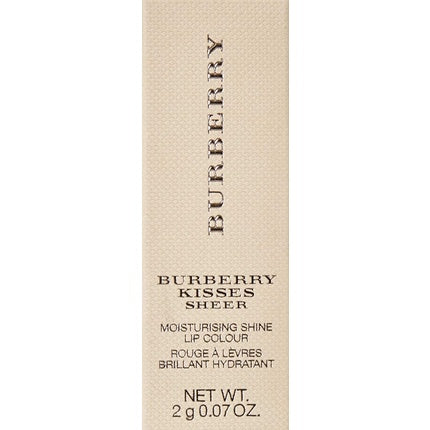 BURBERRY
BURBERRY
KISSES
SHEER
MOISTURISING SHINE
LIP COLOUR
ROUGE À LÈVRES
BRILLANT HYDRATANT
NET WT.
2 g 0.07 OZ.